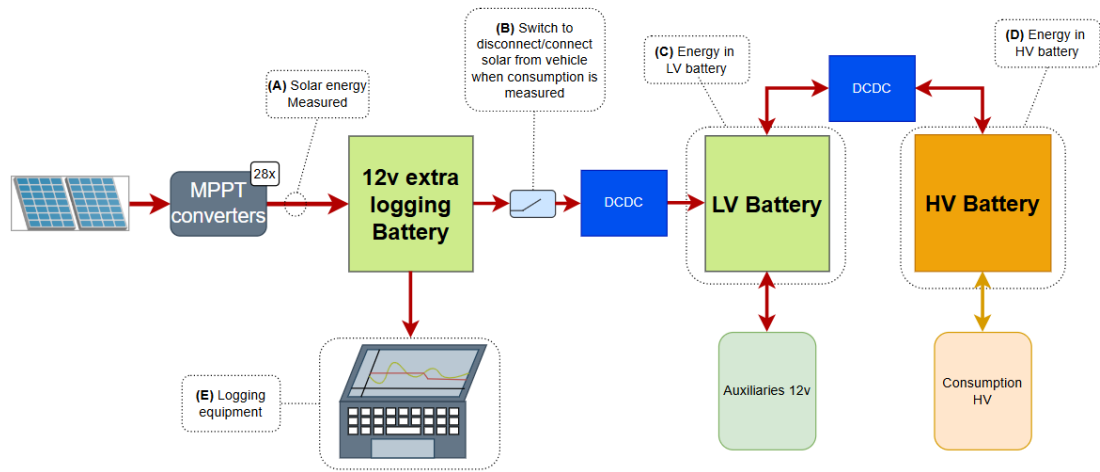 (A) Solar energy
Measured
(B) Switch to
disconnect/connect
solar from vehicle
when consumption is
measured
(C) Energy in
LV battery
(D) Energy in
HV battery
DCDC
28x
MPPT
converters
12v extra
logging
Battery
DCDC
LV Battery
HV Battery
(E) Logging
equipment
Auxiliaries 12v
Consumption
HV